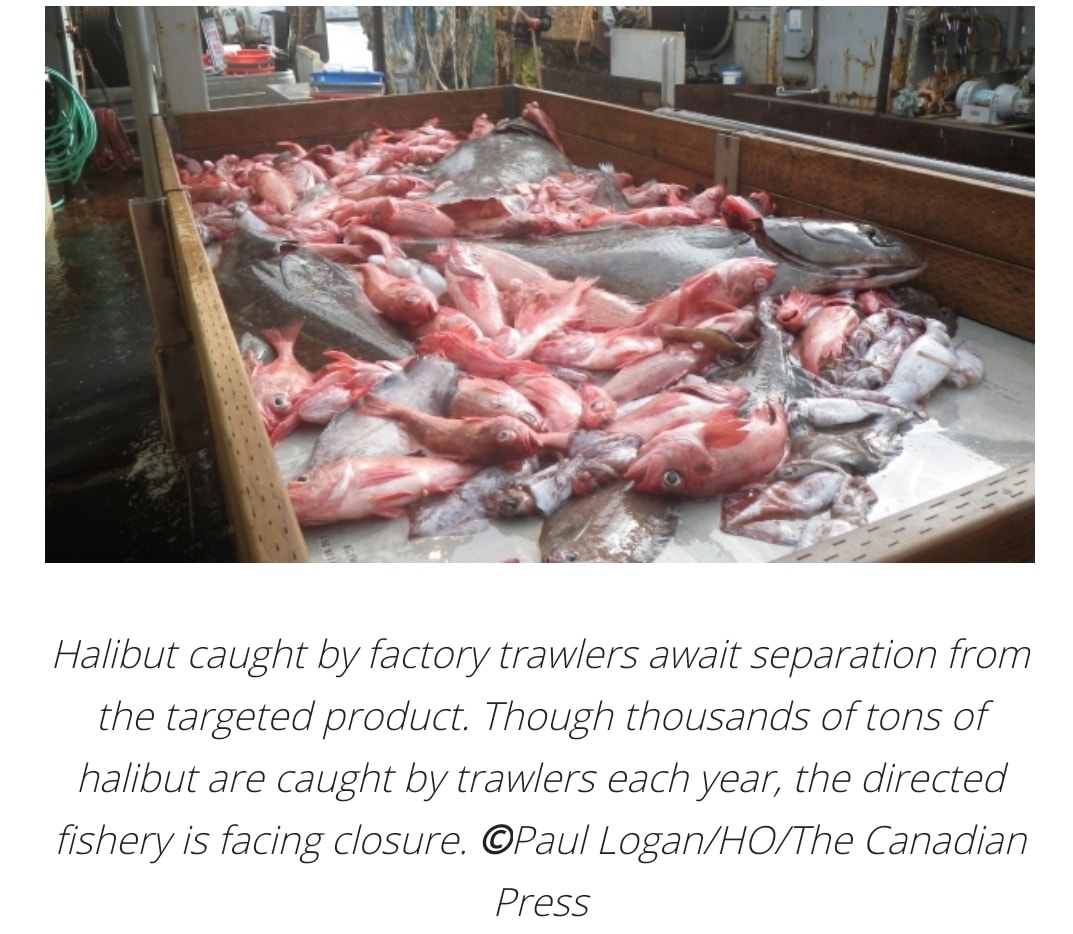 Halibut caught by factory trawlers await separation from
the targeted product. Though thousands of tons of
halibut are caught by trawlers each year, the directed
fishery is facing closure. ©Paul Logan/HO/The Canadian
Press